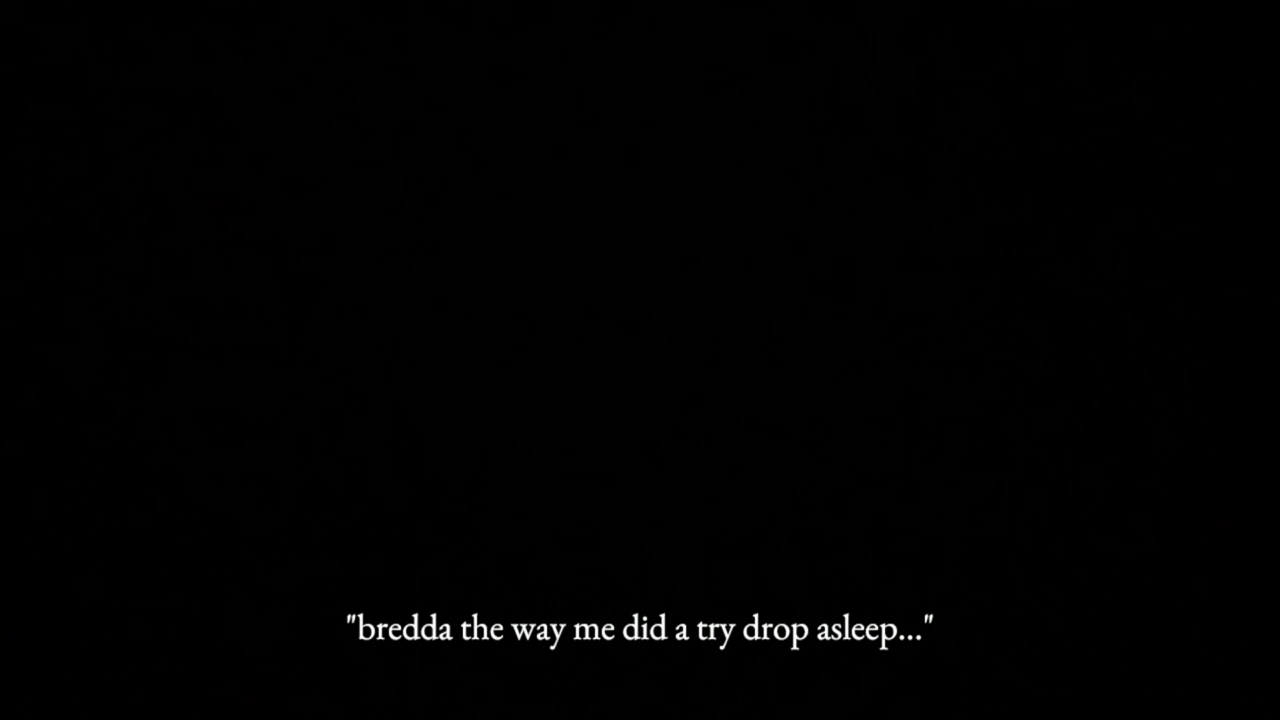 "bredda the way me did a try drop asleep..."